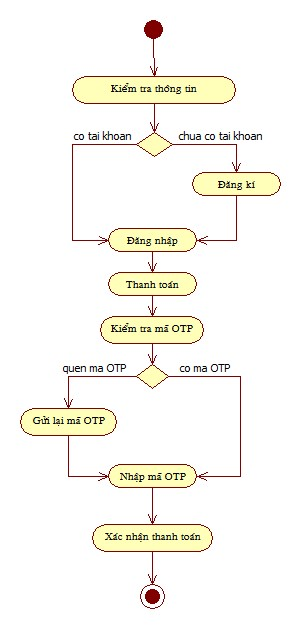 Kiểm tra thông tin
co tai khoan
chua co tai khoan
Đăng kí
Đăng nhập
Thanh toán
Kiểm tra mã OTP
quen ma OTP
co ma OTP
Gửi lại mã OTP
Nhập mã OTP
Xác nhận thanh toán